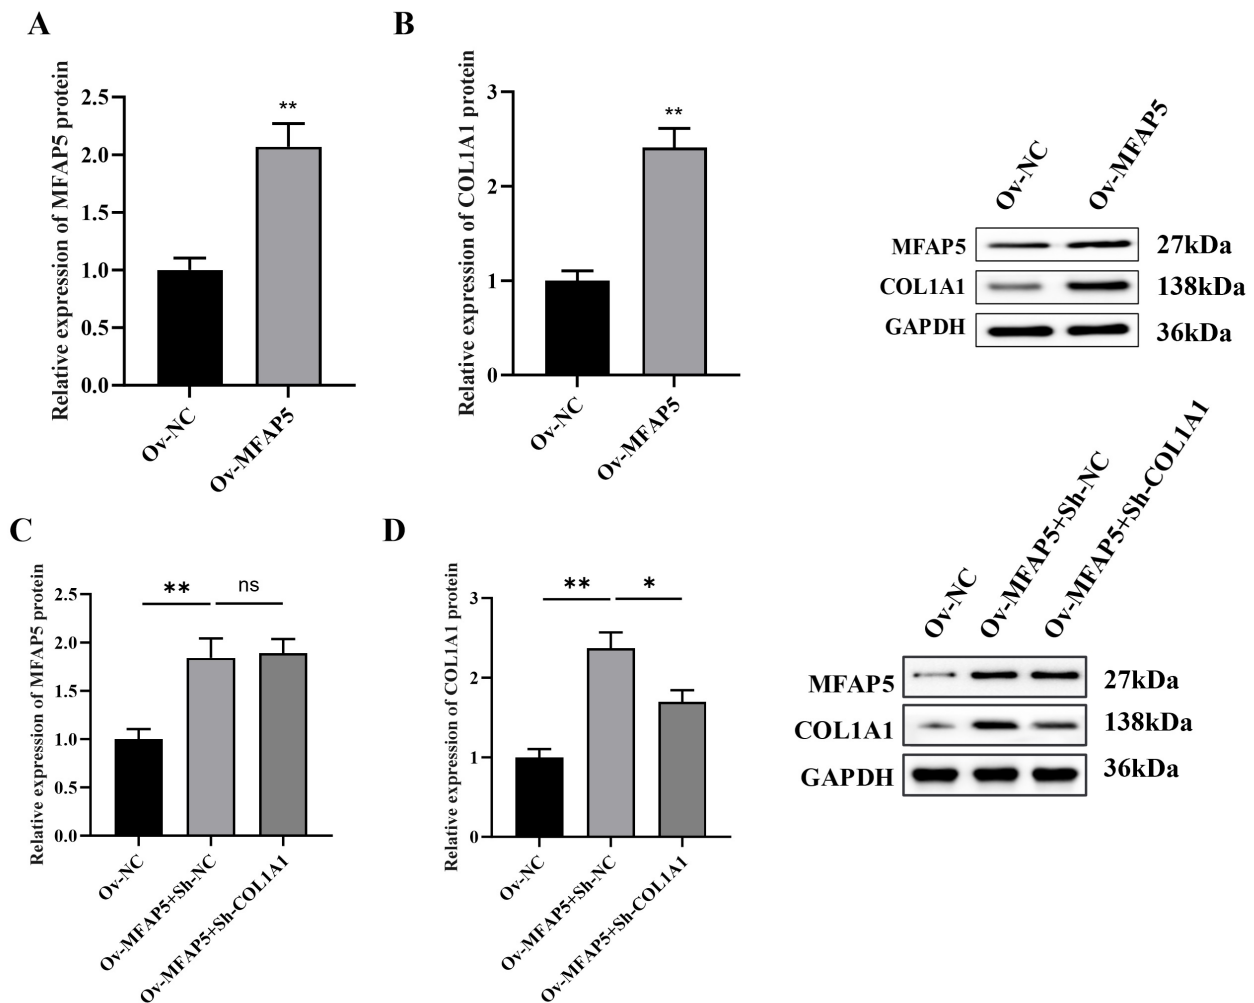 A
Relative expression of MFAP5 protein
2.5
2.0
1.5
1.0
0.5
0.0
**
Ov-NC
Ov-MFAP5
B
Relative expression of COL1A1 protein
3
2
1
0
**
Ov-NC
Ov-MFAP5
Ov-NC
Ov-MFAP5
MFAP5 27kDa
COL1A1 138kDa
GAPDH 36kDa
C
Relative expression of MFAP5 protein
2.5
2.0
1.5
1.0
0.5
0.0
** ns
Ov-NC
Ov-MFAP5+Sh-NC
Ov-MFAP5+Sh-COL1A1
D
Relative expression of COL1A1 protein
3
2
1
0
** *
Ov-NC
Ov-MFAP5+Sh-NC
Ov-MFAP5+Sh-COL1A1
Ov-NC
Ov-MFAP5+Sh-NC
Ov-MFAP5+Sh-COL1A1
MFAP5 27kDa
COL1A1 138kDa
GAPDH 36kDa